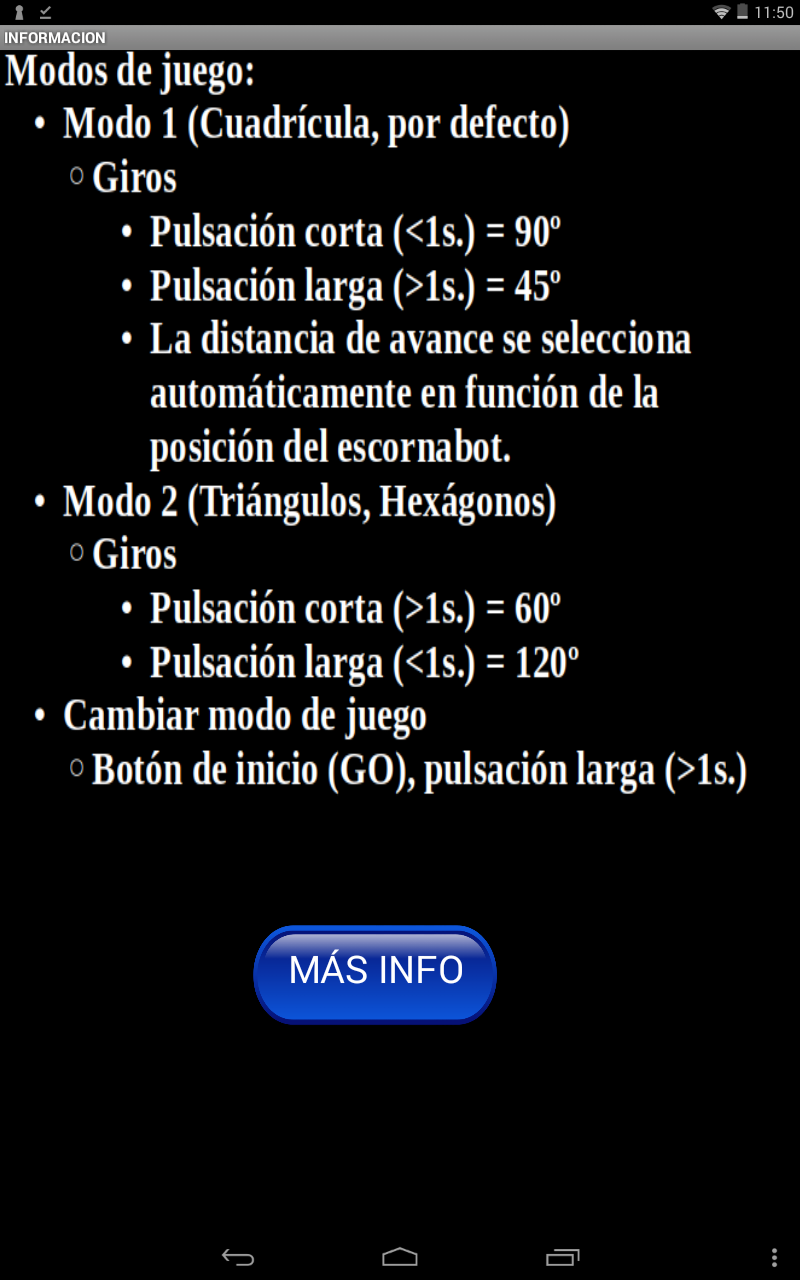 11:50
INFORMACION
Modos de juego:
• Modo 1 (Cuadrícula, por defecto)
○ Giros
• Pulsación corta (<1s.) = 90º
• Pulsación larga (>1s.) = 45º
• La distancia de avance se selecciona
automáticamente en función de la
posición del escornabot.
• Modo 2 (Triángulos, Hexágonos)
○ Giros
• Pulsación corta (>1s.) = 60º
• Pulsación larga (<1s.) = 120º
• Cambiar modo de juego
○ Botón de inicio (GO), pulsación larga (>1s.)
MÁS INFO